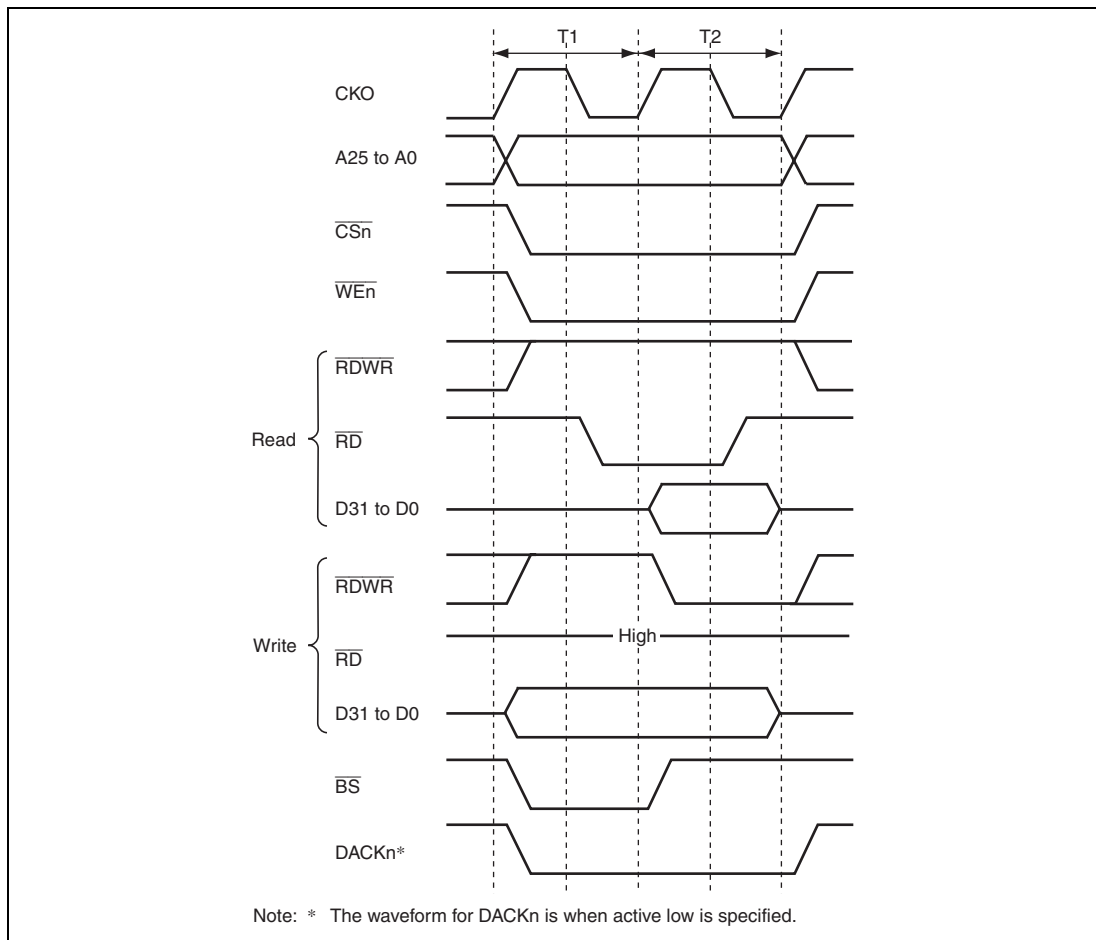 T1 T2
CKO
A25 to A0
CSn
WEn
RDWR
Read
RD
D31 to D0
RDWR
High
Write
RD
D31 to D0
BS
DACKn*
Note: * The waveform for DACKn is when active low is specified.